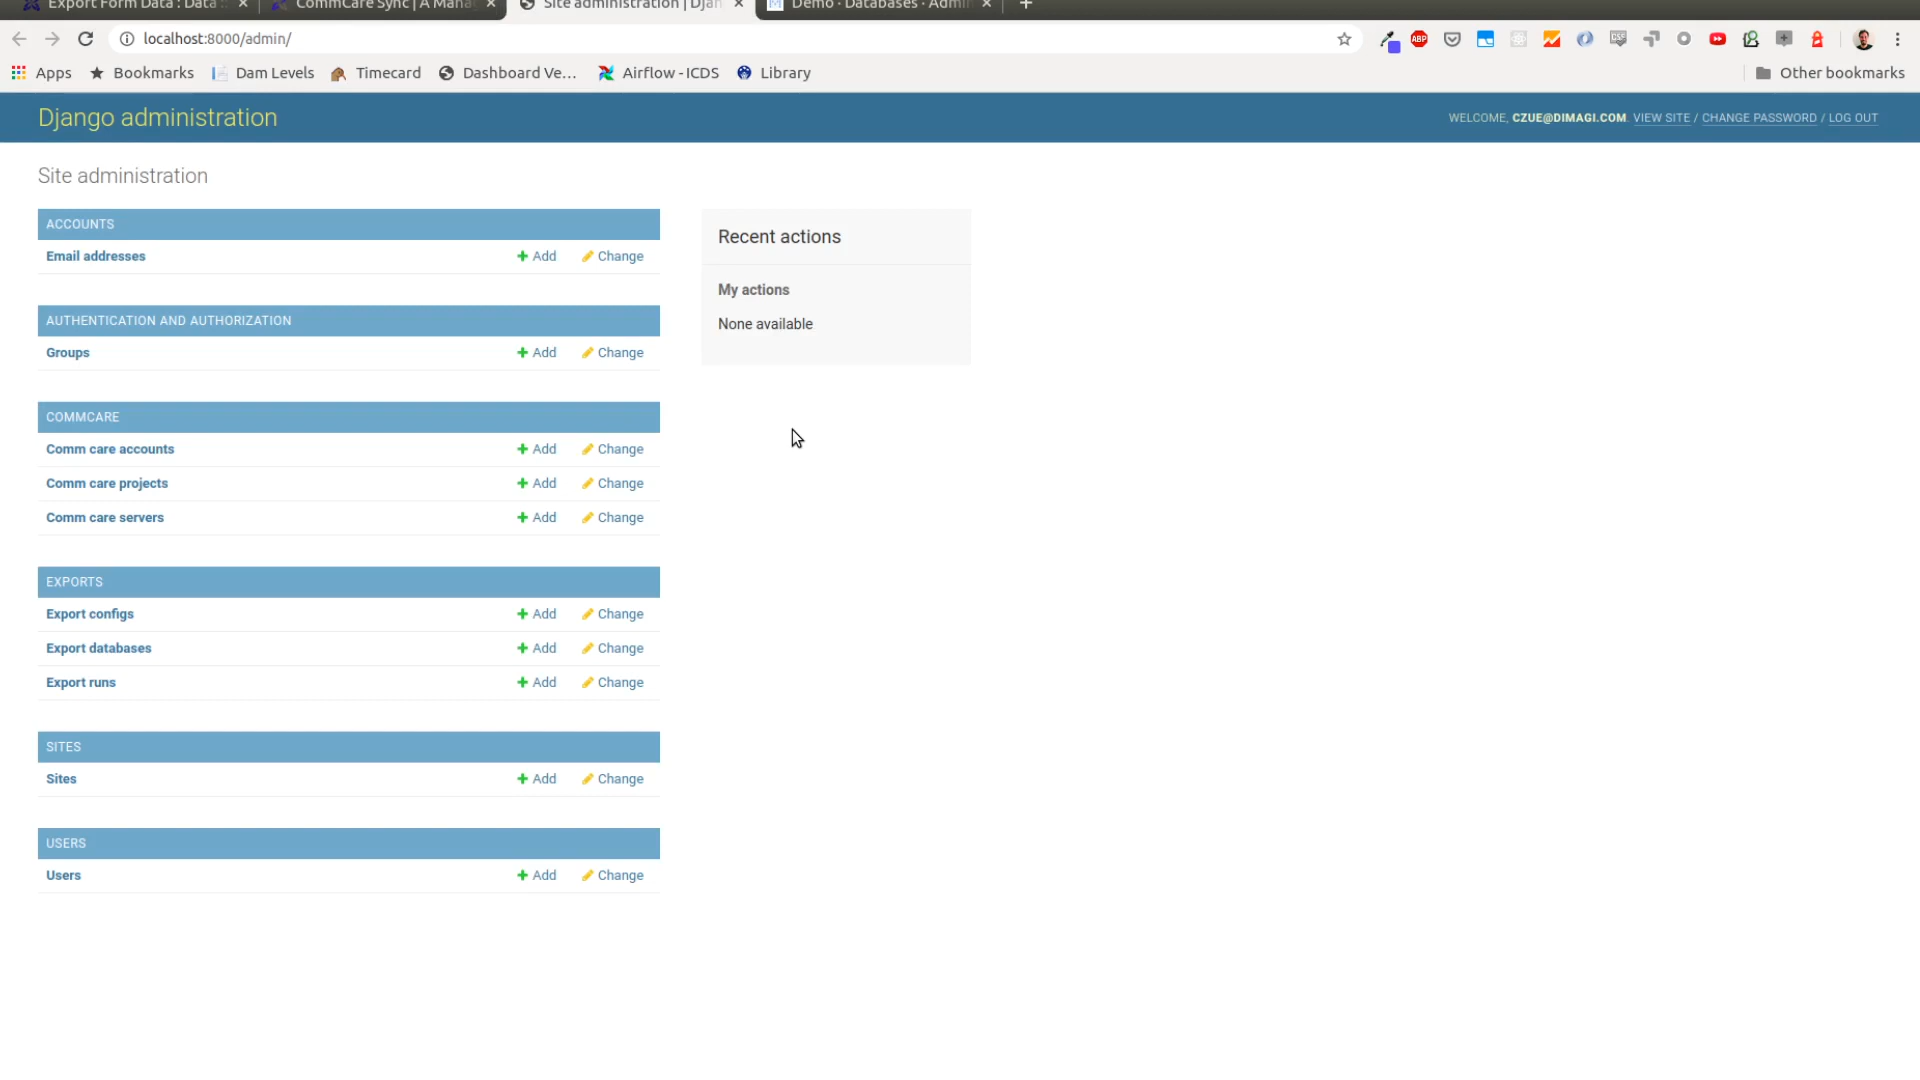 Export Form Data : Data ::
CommCare Sync | A Mana
Site administration | Djan
Demo · Databases · Admin
localhost:8000/admin/
ABP
Apps
Bookmarks
Dam Levels
Timecard
Dashboard Ve...
Airflow - ICDS
Library
Other bookmarks
Django administration
WELCOME, CZUE@DIMAGI.COM. VIEW SITE / CHANGE PASSWORD / LOG OUT
Site administration
ACCOUNTS
Email addresses Add Change
AUTHENTICATION AND AUTHORIZATION
Groups Add Change
COMMCARE
Comm care accounts Add Change
Comm care projects Add Change
Comm care servers Add Change
EXPORTS
Export configs Add Change
Export databases Add Change
Export runs Add Change
SITES
Sites Add Change
USERS
Users Add Change
Recent actions
My actions
None available